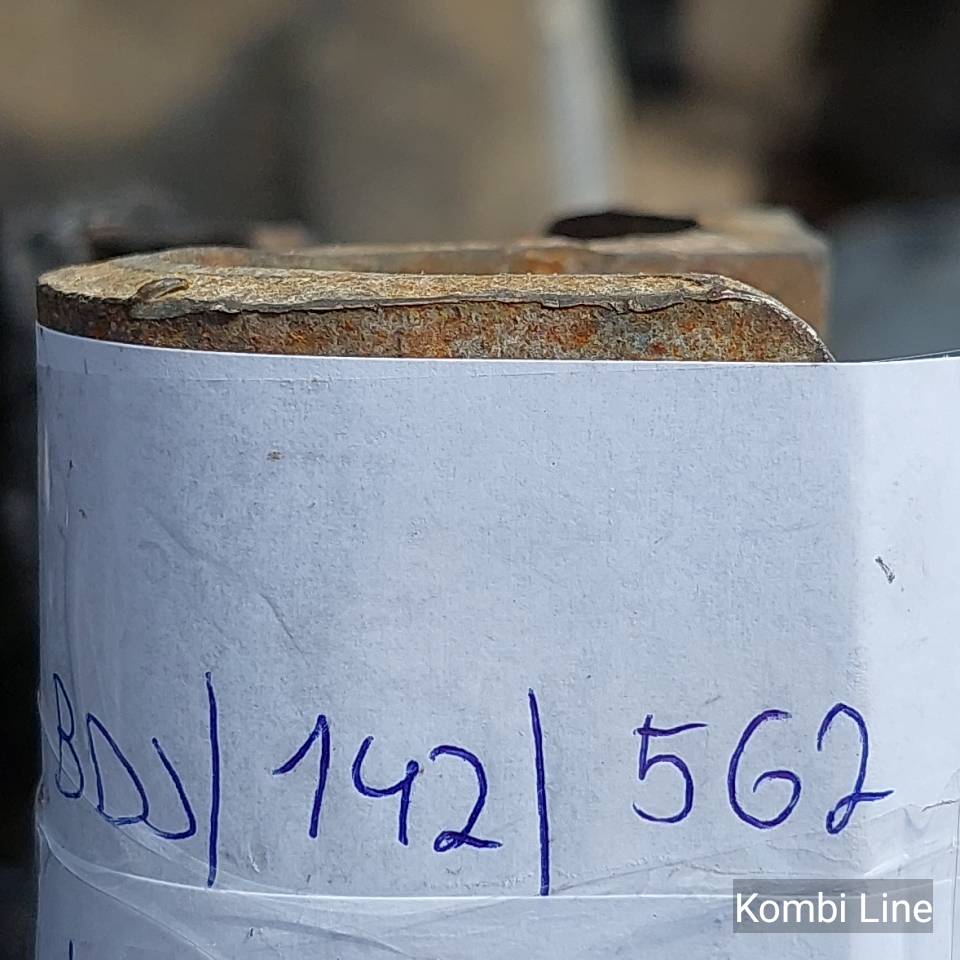 BDJ | 142 | 562
Kombi Line